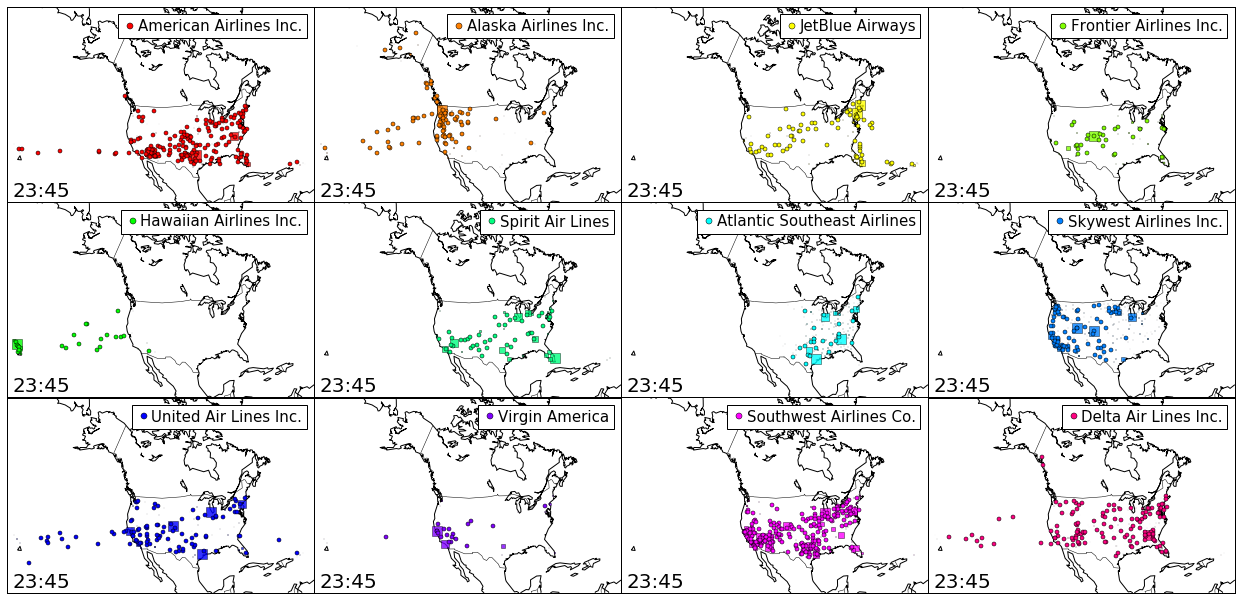 American Airlines Inc.
23:45
Alaska Airlines Inc.
23:45
JetBlue Airways
23:45
Frontier Airlines Inc.
23:45
Hawaiian Airlines Inc.
23:45
Spirit Air Lines
23:45
Atlantic Southeast Airlines
23:45
Skywest Airlines Inc.
23:45
United Air Lines Inc.
23:45
Virgin America
23:45
Southwest Airlines Co.
23:45
Delta Air Lines Inc.
23:45